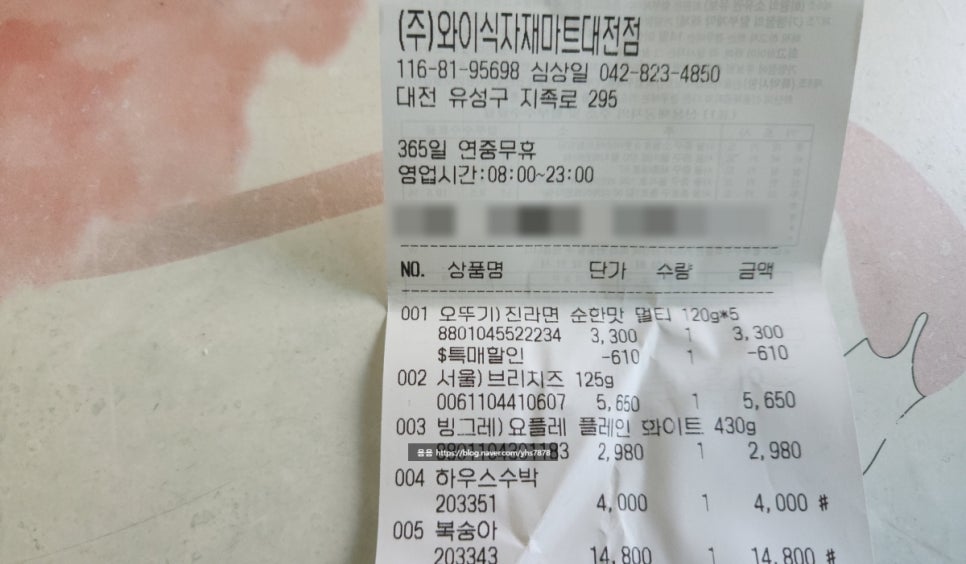 (주)와이식자재마트대전점
116-81-95698 심상일 042-823-4850
대전 유성구 지족로 295
365일 연중무휴
영업시간:08:00~23:00
NO. 상품명 단가 수량 금액
001 오뚜기)진라면 순한맛 멀티 120g*5
8801045522234 3,300 1 3,300
$특매할인 -610 1 -610
002 서울)브리치즈 125g
0061104410607 5,650 1 5,650
003 빙그레)요플레 플레인 화이트 430g
2,980 1 2,980
욤욤 https://blog.naver.com/yhs7878
004 하우스수박
203351 4,000 1 4,000 #
005 복숭아
203343 14,800 1 14,800 #